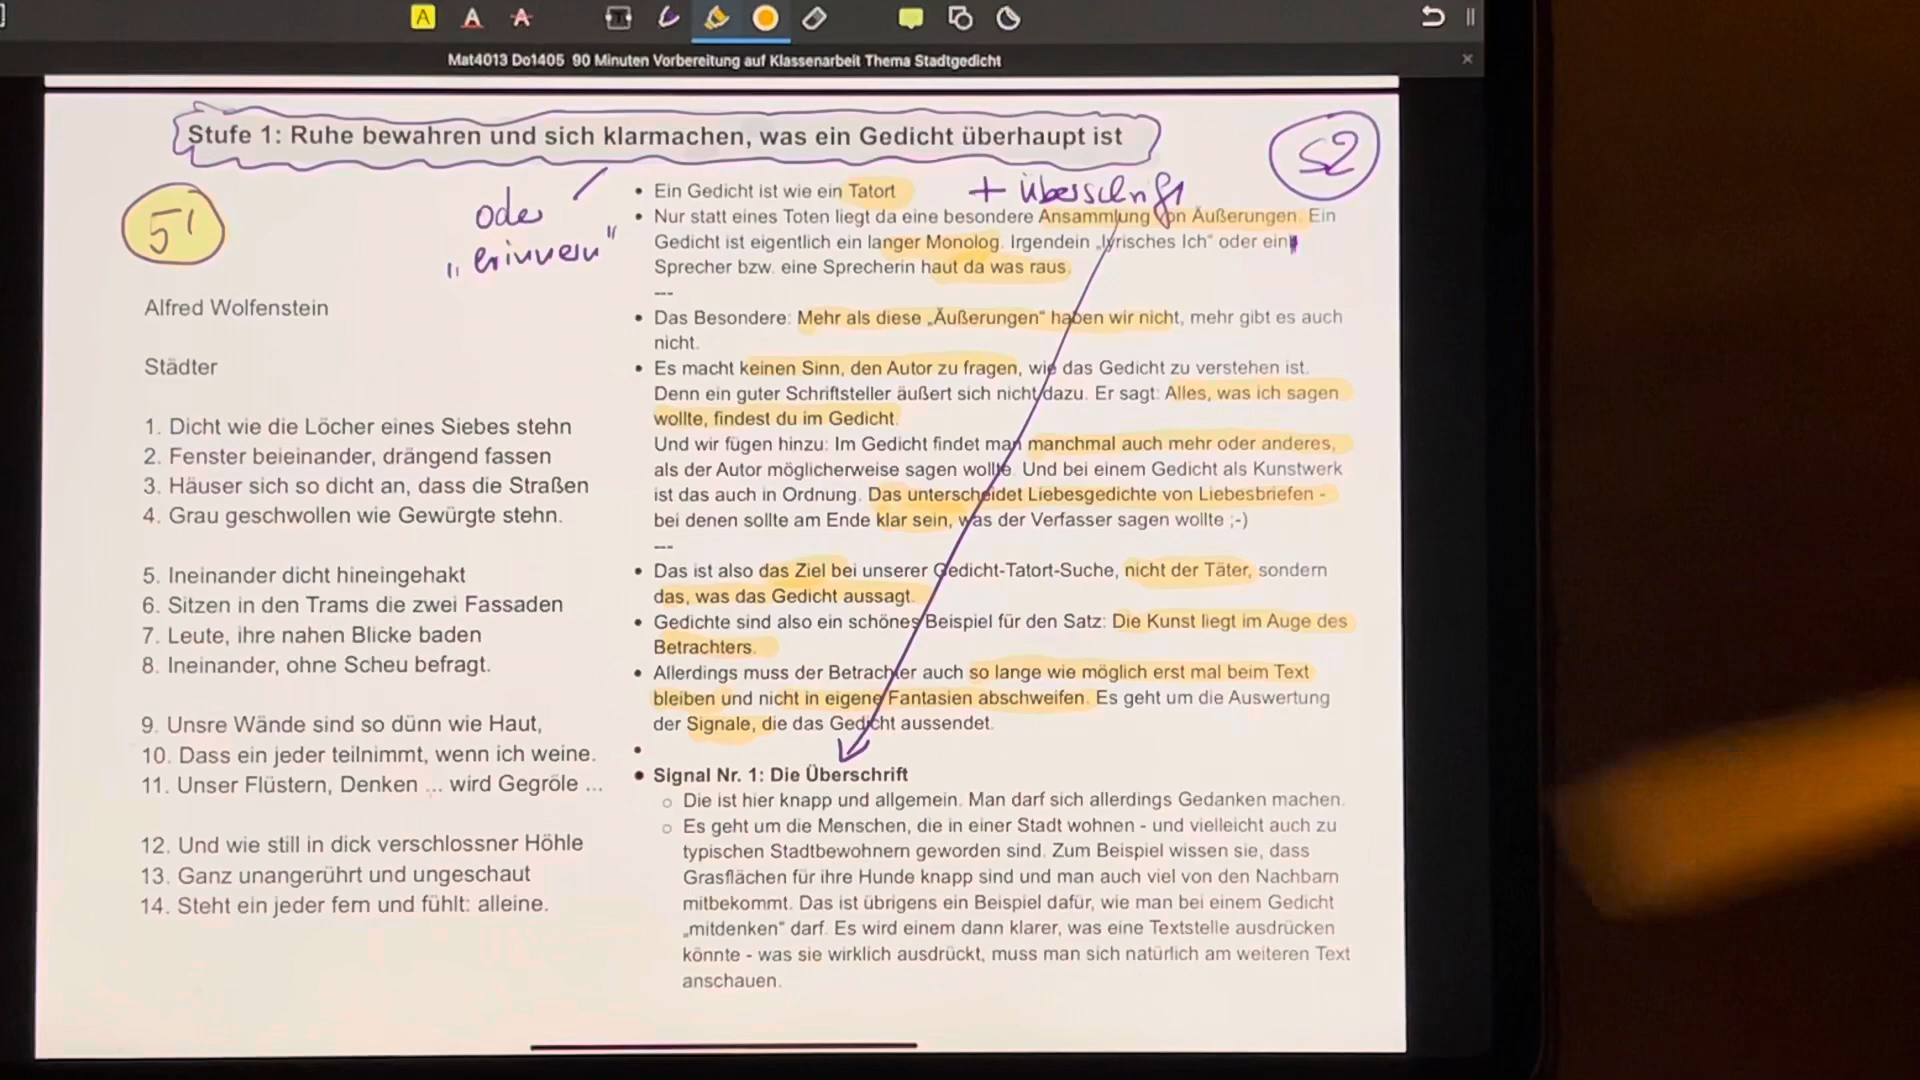 Mat4013 Do1405 90 Minuten Vorbereitung auf Klassenarbeit Thema Stadtgedicht
Stufe 1: Ruhe bewahren und sich klarmachen, was ein Gedicht überhaupt ist
S2
5'
oder
"erinnern"
+ Überschrift
Alfred Wolfenstein
Städter
1. Dicht wie die Löcher eines Siebes stehn
2. Fenster beieinander, drängend fassen
3. Häuser sich so dicht an, dass die Straßen
4. Grau geschwollen wie Gewürgte stehn.
5. Ineinander dicht hineingehakt
6. Sitzen in den Trams die zwei Fassaden
7. Leute, ihre nahen Blicke baden
8. Ineinander, ohne Scheu befragt.
9. Unsre Wände sind so dünn wie Haut,
10. Dass ein jeder teilnimmt, wenn ich weine.
11. Unser Flüstern, Denken ... wird Gegröle ...
12. Und wie still in dick verschlossner Höhle
13. Ganz unangerührt und ungeschaut
14. Steht ein jeder fern und fühlt: alleine.
• Ein Gedicht ist wie ein Tatort
• Nur statt eines Toten liegt da eine besondere Ansammlung von Äußerungen. Ein
Gedicht ist eigentlich ein langer Monolog. Irgendein „lyrisches Ich“ oder ein
Sprecher bzw. eine Sprecherin haut da was raus.
---
• Das Besondere: Mehr als diese „Äußerungen“ haben wir nicht, mehr gibt es auch
nicht.
• Es macht keinen Sinn, den Autor zu fragen, wie das Gedicht zu verstehen ist.
Denn ein guter Schriftsteller äußert sich nicht dazu. Er sagt: Alles, was ich sagen
wollte, findest du im Gedicht.
Und wir fügen hinzu: Im Gedicht findet man manchmal auch mehr oder anderes,
als der Autor möglicherweise sagen wollte. Und bei einem Gedicht als Kunstwerk
ist das auch in Ordnung. Das unterscheidet Liebesgedichte von Liebesbriefen -
bei denen sollte am Ende klar sein, was der Verfasser sagen wollte ;-)
---
• Das ist also das Ziel bei unserer Gedicht-Tatort-Suche, nicht der Täter, sondern
das, was das Gedicht aussagt.
• Gedichte sind also ein schönes Beispiel für den Satz: Die Kunst liegt im Auge des
Betrachters.
• Allerdings muss der Betrachter auch so lange wie möglich erst mal beim Text
bleiben und nicht in eigene Fantasien abschweifen. Es geht um die Auswertung
der Signale, die das Gedicht aussendet.
•
• Signal Nr. 1: Die Überschrift
o Die ist hier knapp und allgemein. Man darf sich allerdings Gedanken machen.
o Es geht um die Menschen, die in einer Stadt wohnen - und vielleicht auch zu
typischen Stadtbewohnern geworden sind. Zum Beispiel wissen sie, dass
Grasflächen für ihre Hunde knapp sind und man auch viel von den Nachbarn
mitbekommt. Das ist übrigens ein Beispiel dafür, wie man bei einem Gedicht
„mitdenken“ darf. Es wird einem dann klarer, was eine Textstelle ausdrücken
könnte - was sie wirklich ausdrückt, muss man sich natürlich am weiteren Text
anschauen.